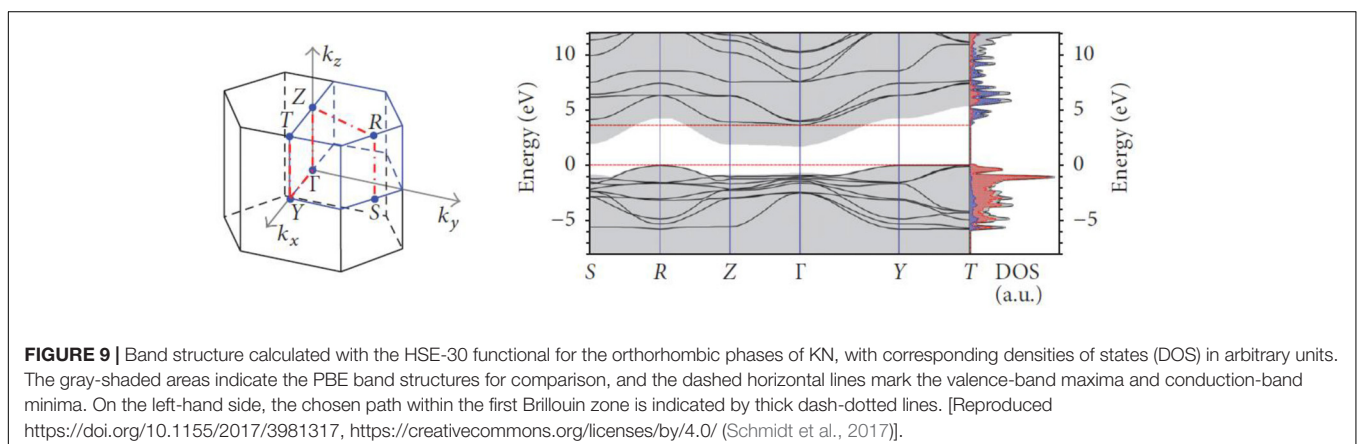 k_z
Z
T
R
Γ
Y
S
k_x
k_y
Energy (eV)
10
5
0
−5
S
R
Z
Γ
Y
T
10
5
0
−5
Energy (eV)
DOS
(a.u.)
FIGURE 9 | Band structure calculated with the HSE-30 functional for the orthorhombic phases of KN, with corresponding densities of states (DOS) in arbitrary units.
The gray-shaded areas indicate the PBE band structures for comparison, and the dashed horizontal lines mark the valence-band maxima and conduction-band
minima. On the left-hand side, the chosen path within the first Brillouin zone is indicated by thick dash-dotted lines. [Reproduced
https://doi.org/10.1155/2017/3981317, https://creativecommons.org/licenses/by/4.0/ (Schmidt et al., 2017)].